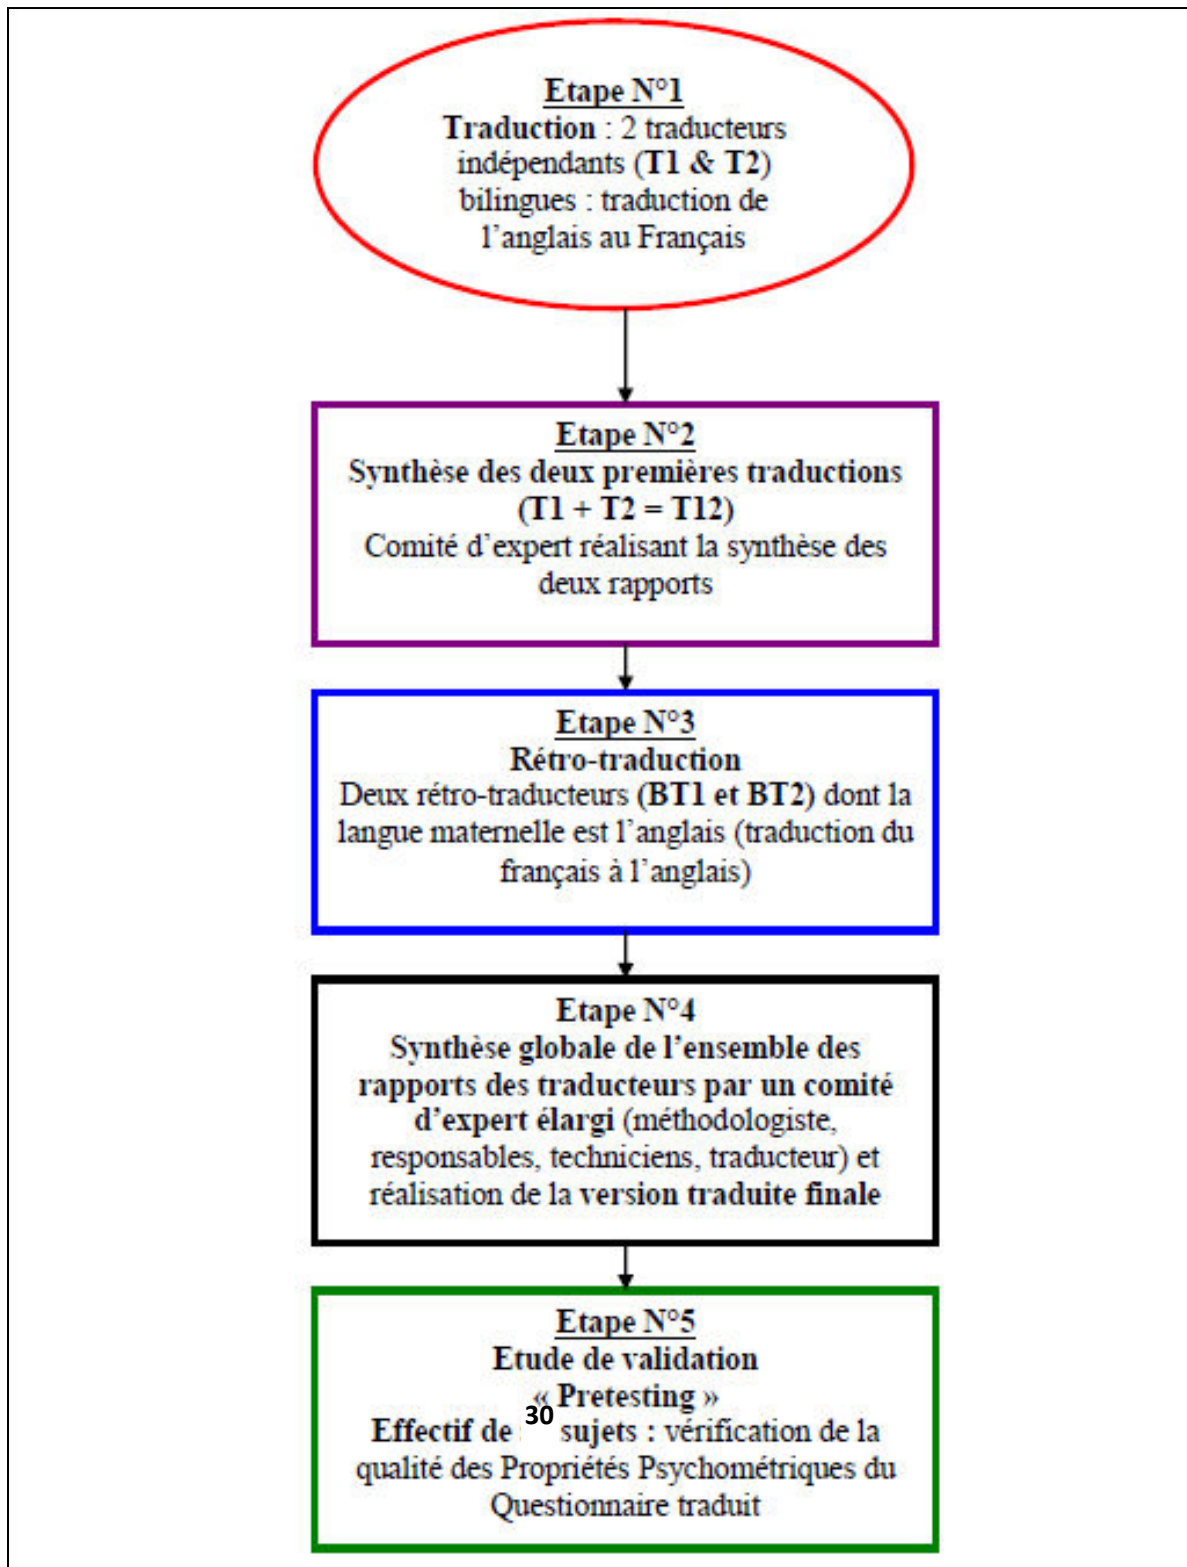 Etape N°1
Traduction : 2 traducteurs
indépendants (T1 & T2)
bilingues : traduction de
l’anglais au Français
Etape N°2
Synthèse des deux premières traductions
(T1 + T2 = T12)
Comité d’expert réalisant la synthèse des
deux rapports
Etape N°3
Rétro-traduction
Deux rétro-traducteurs (BT1 et BT2) dont la
langue maternelle est l’anglais (traduction du
français à l’anglais)
Etape N°4
Synthèse globale de l’ensemble des
rapports des traducteurs par un comité
d’expert élargi (méthodologiste,
responsables, techniciens, traducteur) et
réalisation de la version traduite finale
Etape N°5
Etude de validation
« Pretesting »
Effectif de 30 sujets : vérification de la
qualité des Propriétés Psychométriques du
Questionnaire traduit